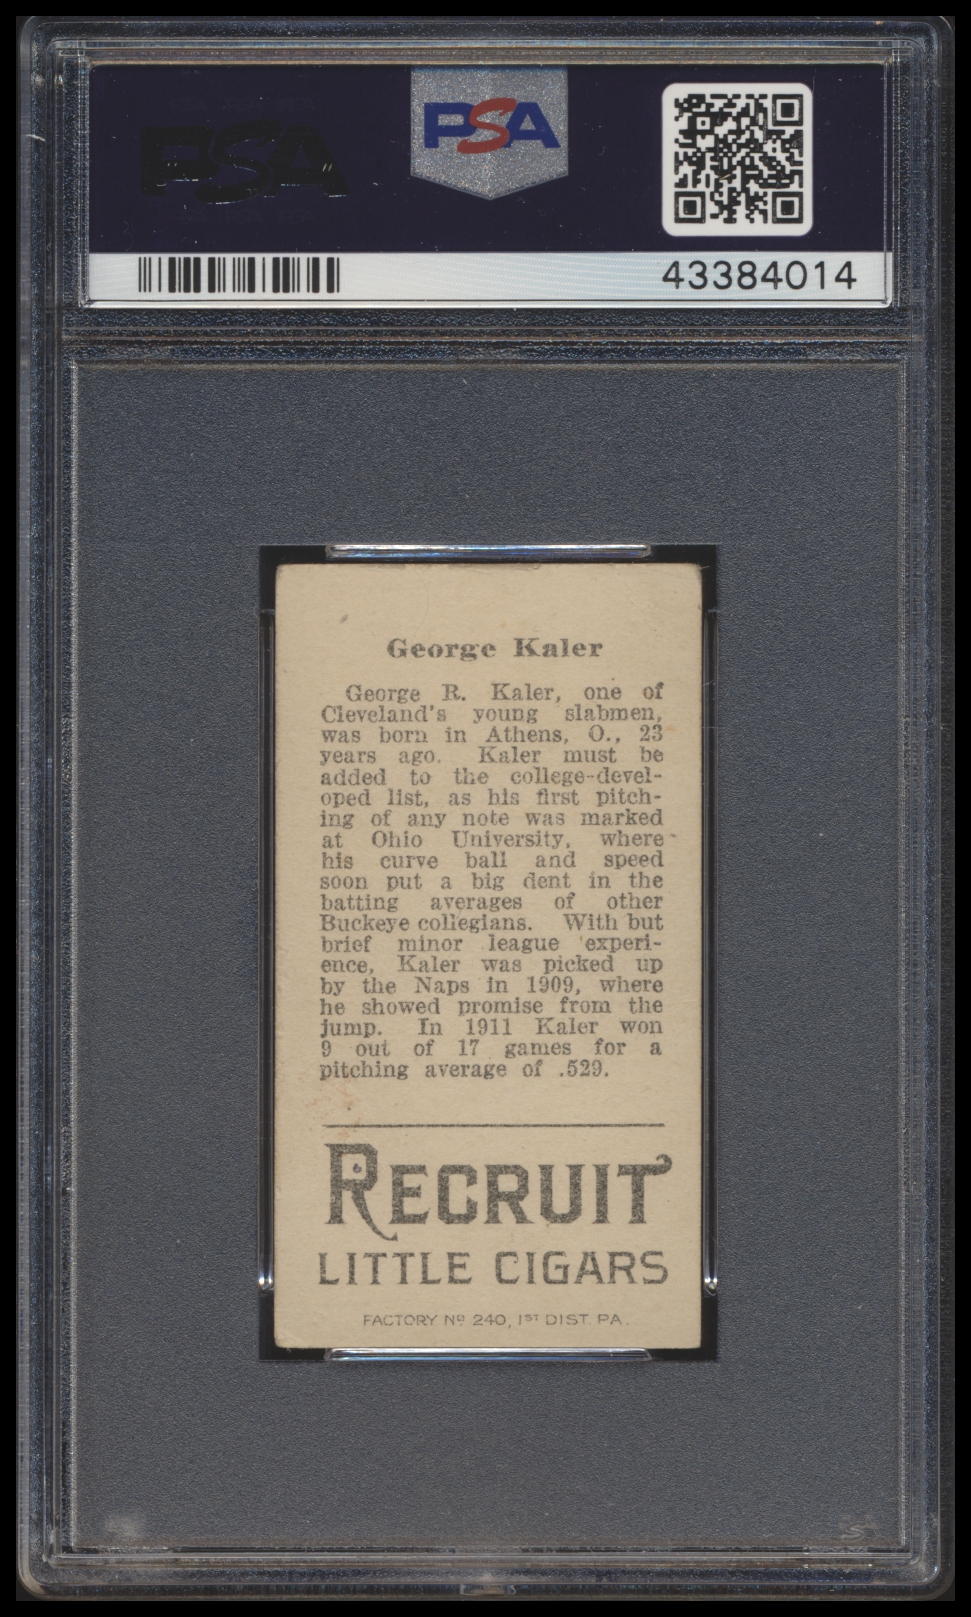 PSA
PSA
43384014
George Kaler
George R. Kaler, one of
Cleveland's young slabmen,
was born in Athens, O., 23
years ago. Kaler must be
added to the college-devel-
oped list, as his first pitch-
ing of any note was marked
at Ohio University, where
his curve ball and speed
soon put a big dent in the
batting averages of other
Buckeye collegians. With but
brief minor league experi-
ence, Kaler was picked up
by the Naps in 1909, where
he showed promise from the
jump. In 1911 Kaler won
9 out of 17 games for a
pitching average of .529.
RECRUIT
LITTLE CIGARS
FACTORY Nº 240, 1ST DIST. PA.